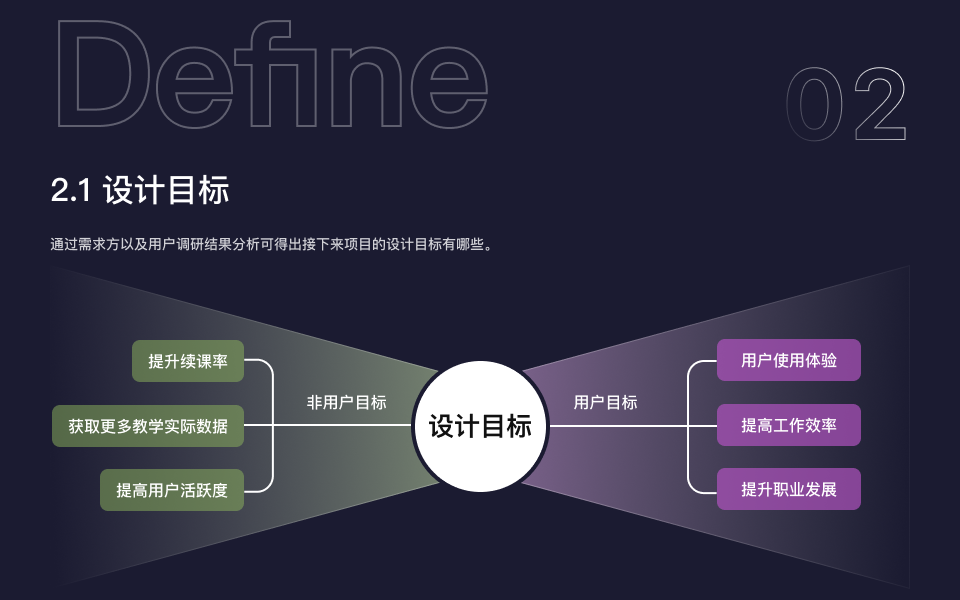 Define
02
2.1 设计目标
通过需求方以及用户调研结果分析可得出接下来项目的设计目标有哪些。
提升续课率
获取更多教学实际数据
提高用户活跃度
非用户目标
设计目标
用户目标
用户使用体验
提高工作效率
提升职业发展